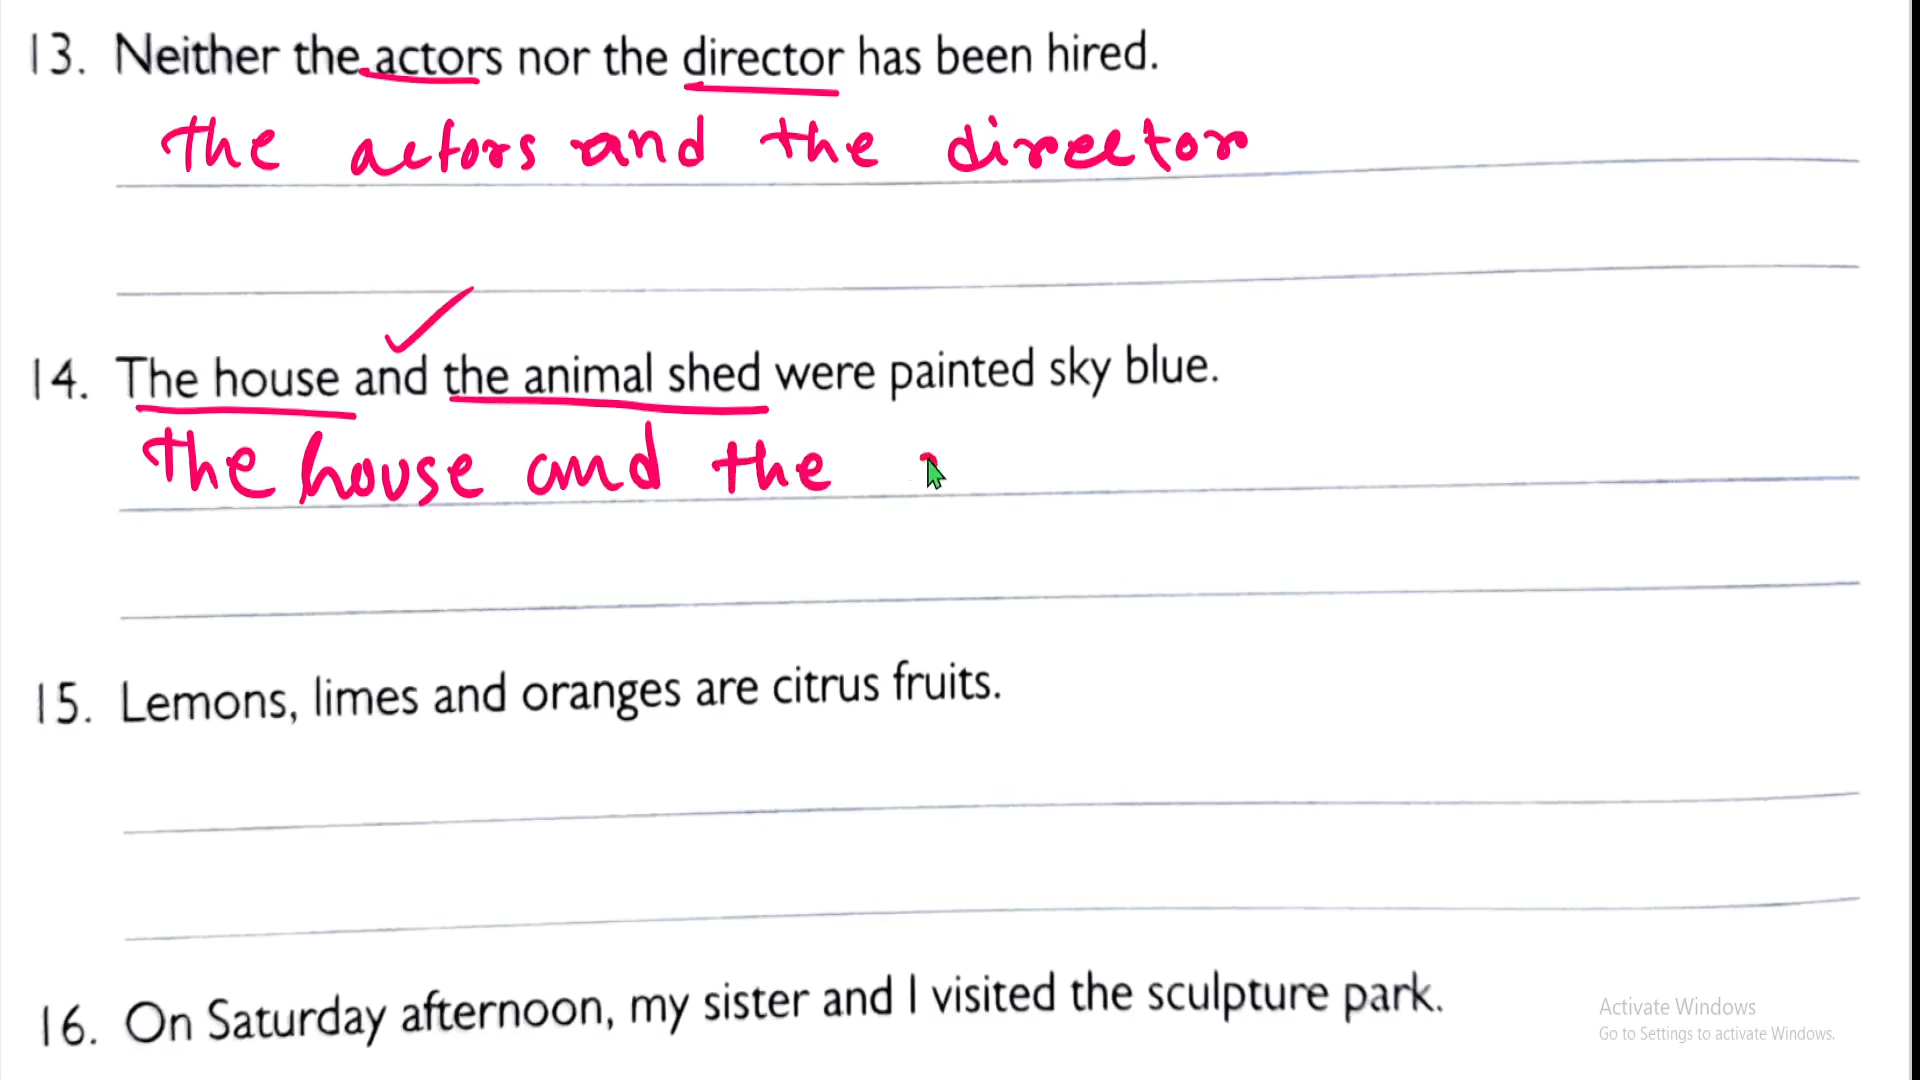 13. Neither the actors nor the director has been hired.
the actors and the director
14. The house and the animal shed were painted sky blue.
the house and the
15. Lemons, limes and oranges are citrus fruits.
16. On Saturday afternoon, my sister and I visited the sculpture park.
Activate Windows
Go to Settings to activate Windows.